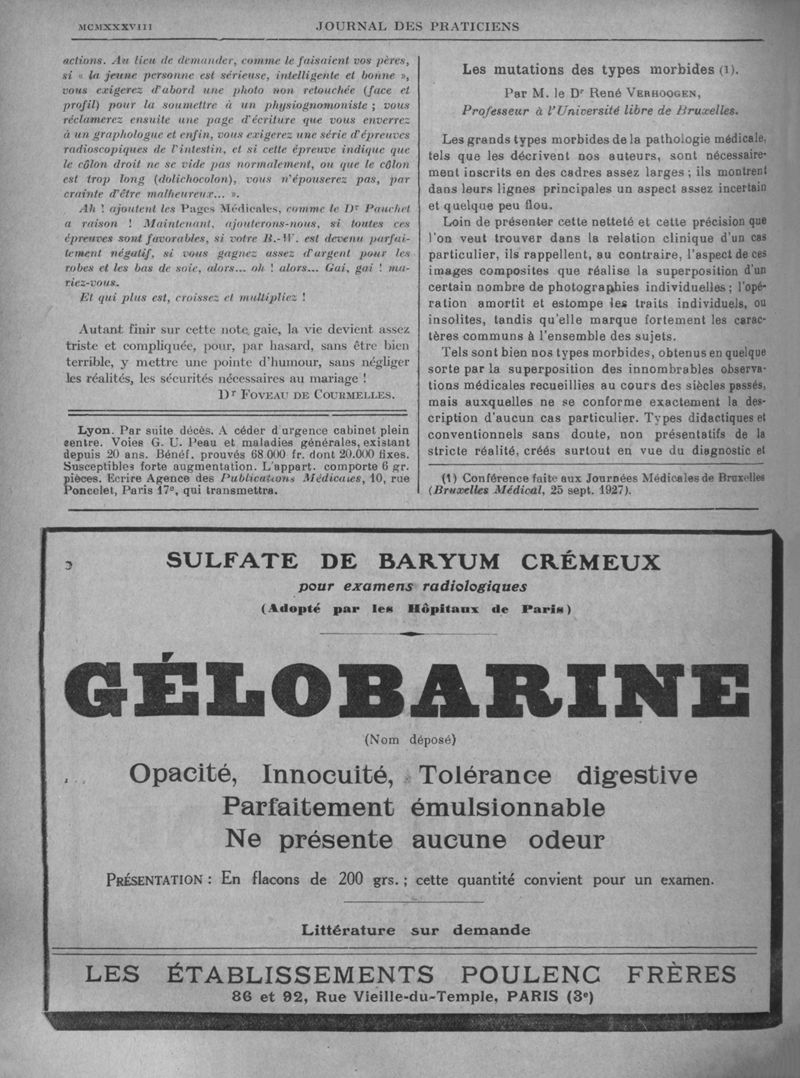 MCMXXXVIII
JOURNAL DES PRATICIENS
actions. Au lieu de demander, comme le faisaient vos pères,
si « la jeune personne est sérieuse, intelligente et bonne »,
vous exigerez d'abord une photo non retouchée (face et
profil) pour la soumettre à un physiognomoniste ; vous
réclamerez ensuite une page d'écriture que vous enverrez
à un graphologue et enfin, vous exigerez une série d'épreuves
radioscopiques de l'intestin, et si cette épreuve indique que
le côlon droit ne se vide pas normalement, ou que le côlon
est trop long (dolichocolon), vous n'épouserez pas, par
crainte d'être malheureux... ».
Ah ! ajoutent les Pages Médicales, comme le Dr Pauchet
a raison ! Maintenant, ajouterons-nous, si toutes ces
épreuves sont favorables, si votre B.-W. est devenu parfai-
tement négatif, si vous gagnez assez d'argent pour les
robes et les bas de soie, alors... oh ! alors... Gai, gai ! ma-
riez-vous.
Et qui plus est, croissez et multipliez !
Autant finir sur cette note gaie, la vie devient assez
triste et compliquée, pour, par hasard, sans être bien
terrible, y mettre une pointe d'humour, sans négliger
les réalités, les sécurités nécessaires au mariage !
Dr FOVEAU DE COURMELLES.
Lyon. Par suite décès. A céder d'urgence cabinet plein
centre. Voies G. U. Peau et maladies générales, existant
depuis 20 ans. Bénéf. prouvés 68 000 fr. dont 20.000 fixes.
Susceptibles forte augmentation. L'appart. comporte 6 gr.
pièces. Ecrire Agence des Publications Médicales, 10, rue
Poncelet, Paris 17e, qui transmettra.
Les mutations des types morbides (1).
Par M. le Dr René VERHOOGEN,
Professeur à l'Université libre de Bruxelles.
Les grands types morbides de la pathologie médicale,
tels que les décrivent nos auteurs, sont nécessaire-
ment inscrits en des cadres assez larges ; ils montrent
dans leurs lignes principales un aspect assez incertain
et quelque peu flou.
Loin de présenter cette netteté et cette précision que
l'on veut trouver dans la relation clinique d'un cas
particulier, ils rappellent, au contraire, l'aspect de ces
images composites que réalise la superposition d'un
certain nombre de photographies individuelles ; l'opé-
ration amortit et estompe les traits individuels, ou
insolites, tandis qu'elle marque fortement les carac-
tères communs à l'ensemble des sujets.
Tels sont bien nos types morbides, obtenus en quelque
sorte par la superposition des innombrables observa-
tions médicales recueillies au cours des siècles passés,
mais auxquelles ne se conforme exactement la des-
cription d'aucun cas particulier. Types didactiques et
conventionnels sans doute, non présentatifs de la
stricte réalité, créés surtout en vue du diagnostic et
(1) Conférence faite aux Journées Médicales de Bruxelles
(Bruxelles Médical, 25 sept. 1927).
SULFATE DE BARYUM CRÉMEUX
pour examens radiologiques
(Adopté par les Hôpitaux de Paris)
GÉLOBARINE
(Nom déposé)
Opacité, Innocuité, Tolérance digestive
Parfaitement émulsionnable
Ne présente aucune odeur
PRÉSENTATION : En flacons de 200 grs. ; cette quantité convient pour un examen.
Littérature sur demande
LES ÉTABLISSEMENTS POULENC FRÈRES
86 et 92, Rue Vieille-du-Temple, PARIS (3e)